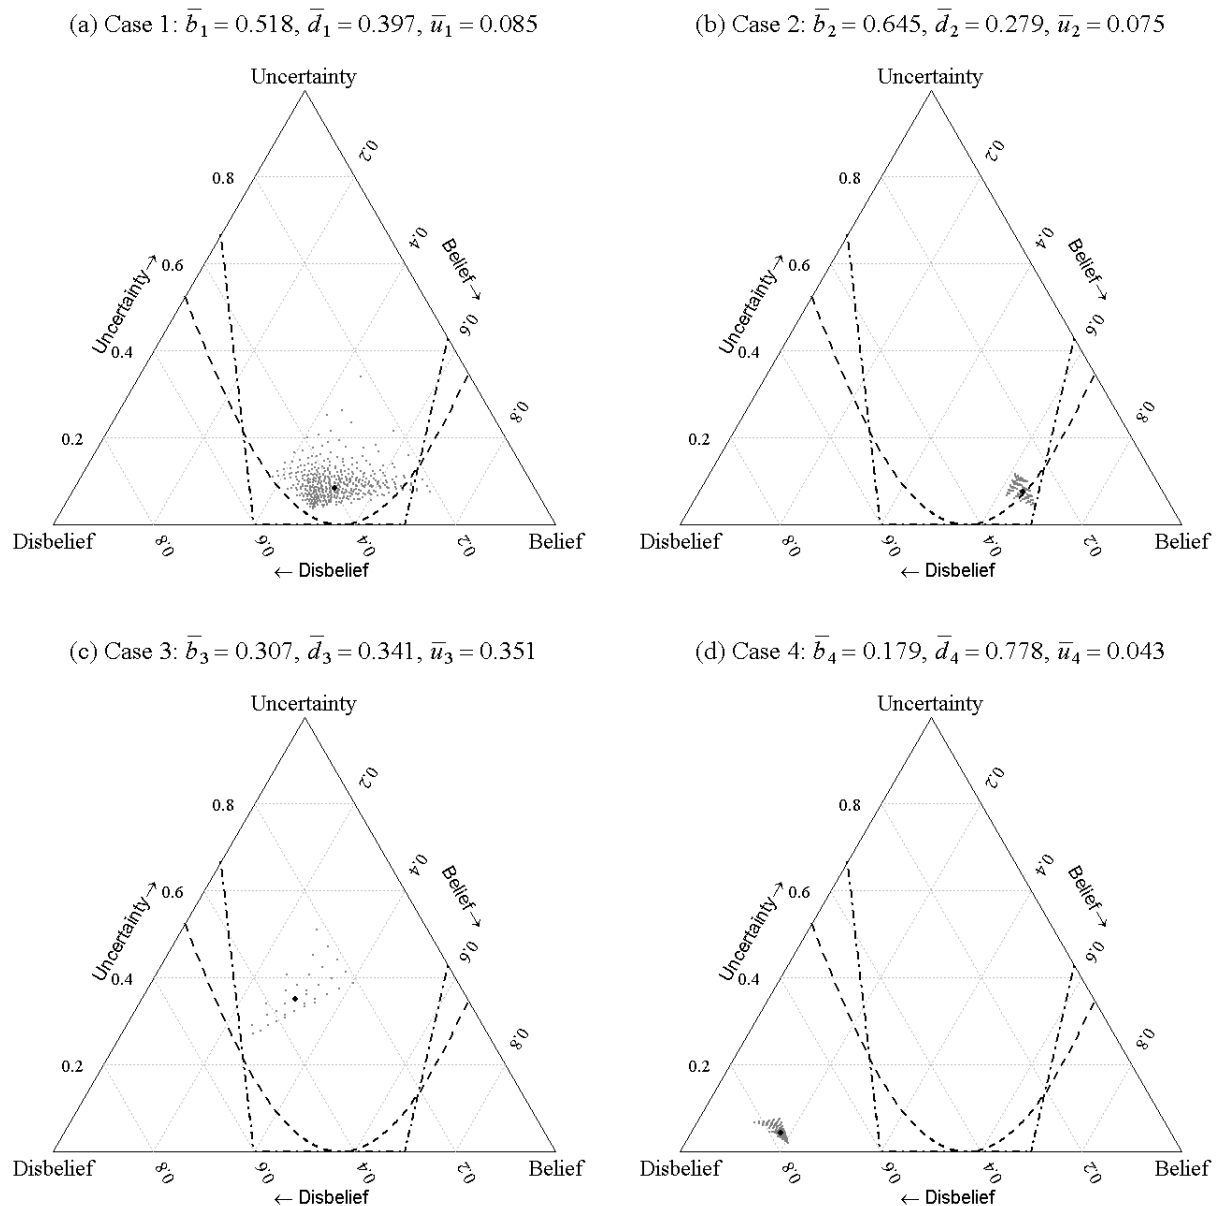 (a) Case 1: b̅₁ = 0.518, d̅₁ = 0.397, u̅₁ = 0.085
Uncertainty
0.2
0.8
0.4
Belief →
0.6
Uncertainty →
0.6
0.4
0.8
0.2
Disbelief
0.8
0.6
0.4
0.2
Belief
← Disbelief
(b) Case 2: b̅₂ = 0.645, d̅₂ = 0.279, u̅₂ = 0.075
Uncertainty
0.2
0.8
0.4
Belief →
0.6
Uncertainty →
0.6
0.4
0.8
0.2
Disbelief
0.8
0.6
0.4
0.2
Belief
← Disbelief
(c) Case 3: b̅₃ = 0.307, d̅₃ = 0.341, u̅₃ = 0.351
Uncertainty
0.2
0.8
0.4
Belief →
0.6
Uncertainty →
0.6
0.4
0.8
0.2
Disbelief
0.8
0.6
0.4
0.2
Belief
← Disbelief
(d) Case 4: b̅₄ = 0.179, d̅₄ = 0.778, u̅₄ = 0.043
Uncertainty
0.2
0.8
0.4
Belief →
0.6
Uncertainty →
0.6
0.4
0.8
0.2
Disbelief
0.8
0.6
0.4
0.2
Belief
← Disbelief